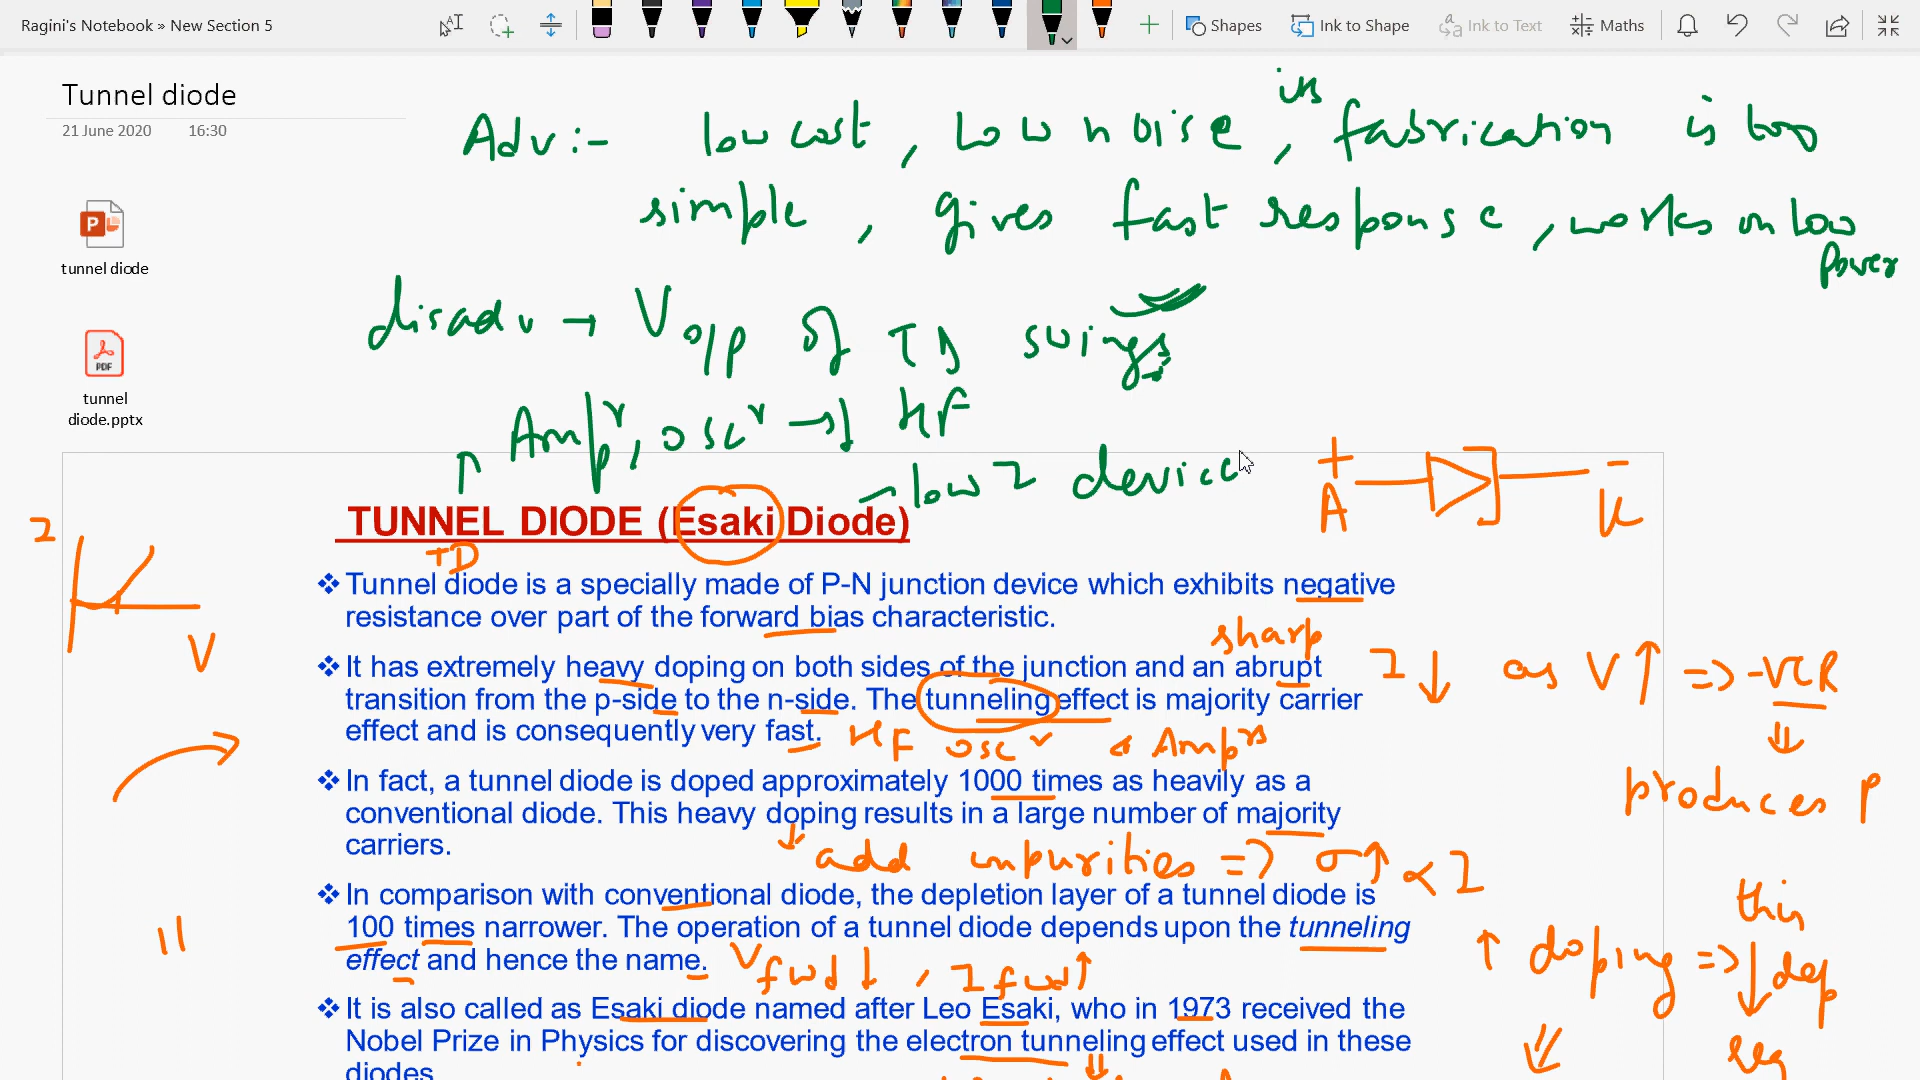 Ragini's Notebook » New Section 5
Shapes
Ink to Shape
Ink to Text
Maths
Tunnel diode
21 June 2020 16:30
tunnel diode
tunnel
diode.pptx
Adv:- low cost, Low noise, its fabrication is too
simple, gives fast response, works on low
power
disadv → V o/p of TD swings
Ampr, oscr → HF
low I device
+ -
A K
TUNNEL DIODE (Esaki Diode)
TD
I
V
❖ Tunnel diode is a specially made of P-N junction device which exhibits negative
resistance over part of the forward bias characteristic.
sharp
❖ It has extremely heavy doping on both sides of the junction and an abrupt
transition from the p-side to the n-side. The tunneling effect is majority carrier
effect and is consequently very fast.
HF oscr & Amprs
I↓ as V↑ => -VCR
produces P
❖ In fact, a tunnel diode is doped approximately 1000 times as heavily as a
conventional diode. This heavy doping results in a large number of majority
carriers.
↓ add impurities => σ↑ ∝ I
❖ In comparison with conventional diode, the depletion layer of a tunnel diode is
100 times narrower. The operation of a tunnel diode depends upon the tunneling
effect and hence the name.
Vfwd↓, Ifwd↑
thin
↑ doping => ↓ dep
reg
❖ It is also called as Esaki diode named after Leo Esaki, who in 1973 received the
Nobel Prize in Physics for discovering the electron tunneling effect used in these
diodes